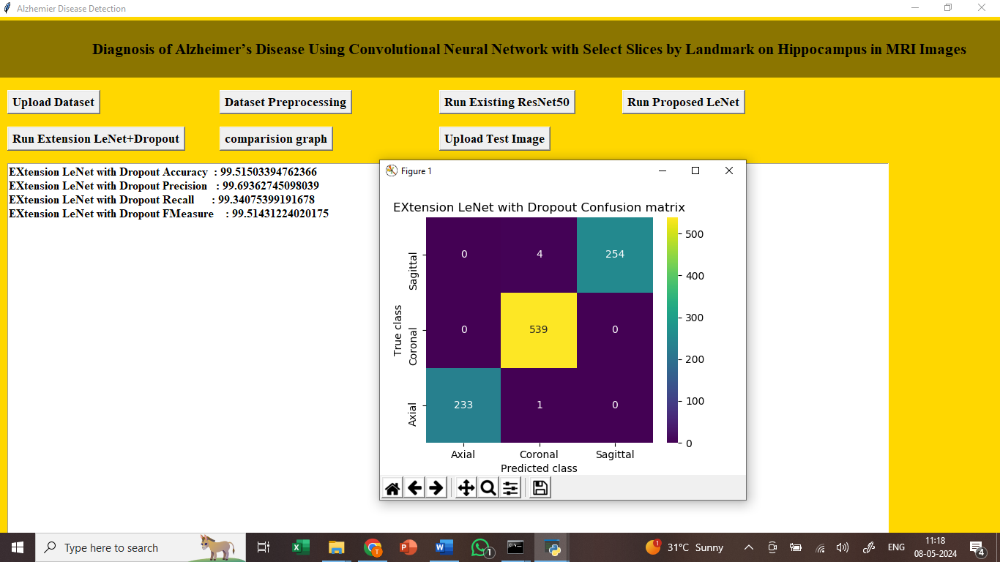 Alzhemier Disease Detection
Diagnosis of Alzheimer's Disease Using Convolutional Neural Network with Select Slices by Landmark on Hippocampus in MRI Images
Upload Dataset
Dataset Preprocessing
Run Existing ResNet50
Run Proposed LeNet
Run Extension LeNet+Dropout
comparision graph
Upload Test Image
EXtension LeNet with Dropout Accuracy : 99.51503394762366
EXtension LeNet with Dropout Precision : 99.69362745098039
EXtension LeNet with Dropout Recall : 99.34075399191678
EXtension LeNet with Dropout FMeasure : 99.51431224020175
Figure 1
EXtension LeNet with Dropout Confusion matrix
True class
Sagittal
0 4 254
Coronal
0 539 0
Axial
233 1 0
Axial Coronal Sagittal
Predicted class
500
400
300
200
100
0
Type here to search
1
1
31°C Sunny
ENG
11:18
08-05-2024
4